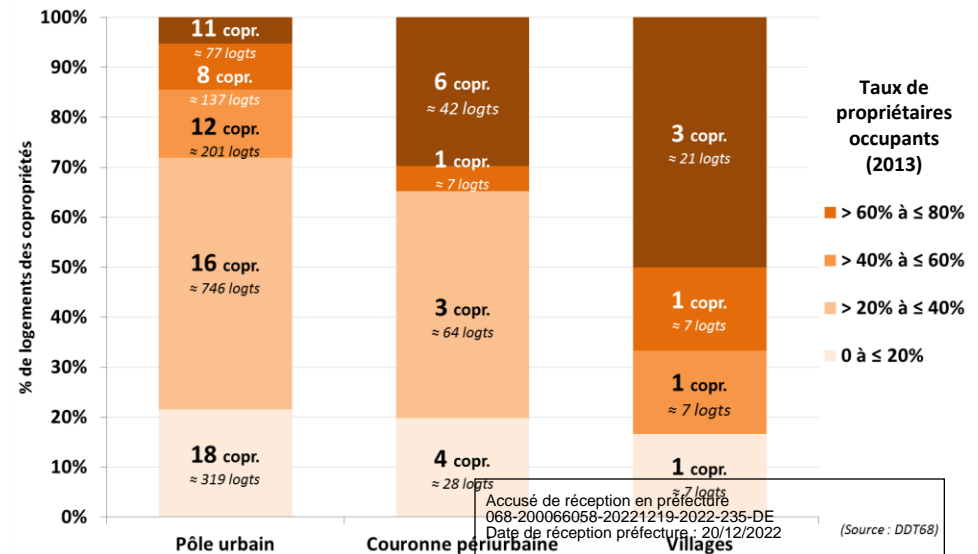 100%
90%
80%
70%
60%
50%
40%
30%
20%
10%
0%
% de logements des copropriétés
11 copr.
≈ 77 logts
8 copr.
≈ 137 logts
12 copr.
≈ 201 logts
16 copr.
≈ 746 logts
18 copr.
≈ 319 logts
Pôle urbain
6 copr.
≈ 42 logts
1 copr.
≈ 7 logts
3 copr.
≈ 64 logts
4 copr.
≈ 28 logts
Couronne périurbaine
3 copr.
≈ 21 logts
1 copr.
≈ 7 logts
1 copr.
≈ 7 logts
1 copr.
≈ 7 logts
Villages
Taux de
propriétaires
occupants
(2013)
> 60% à ≤ 80%
> 40% à ≤ 60%
> 20% à ≤ 40%
0 à ≤ 20%
Accusé de réception en préfecture
068-200066058-20221219-2022-235-DE
Date de réception préfecture : 20/12/2022
(Source : DDT68)